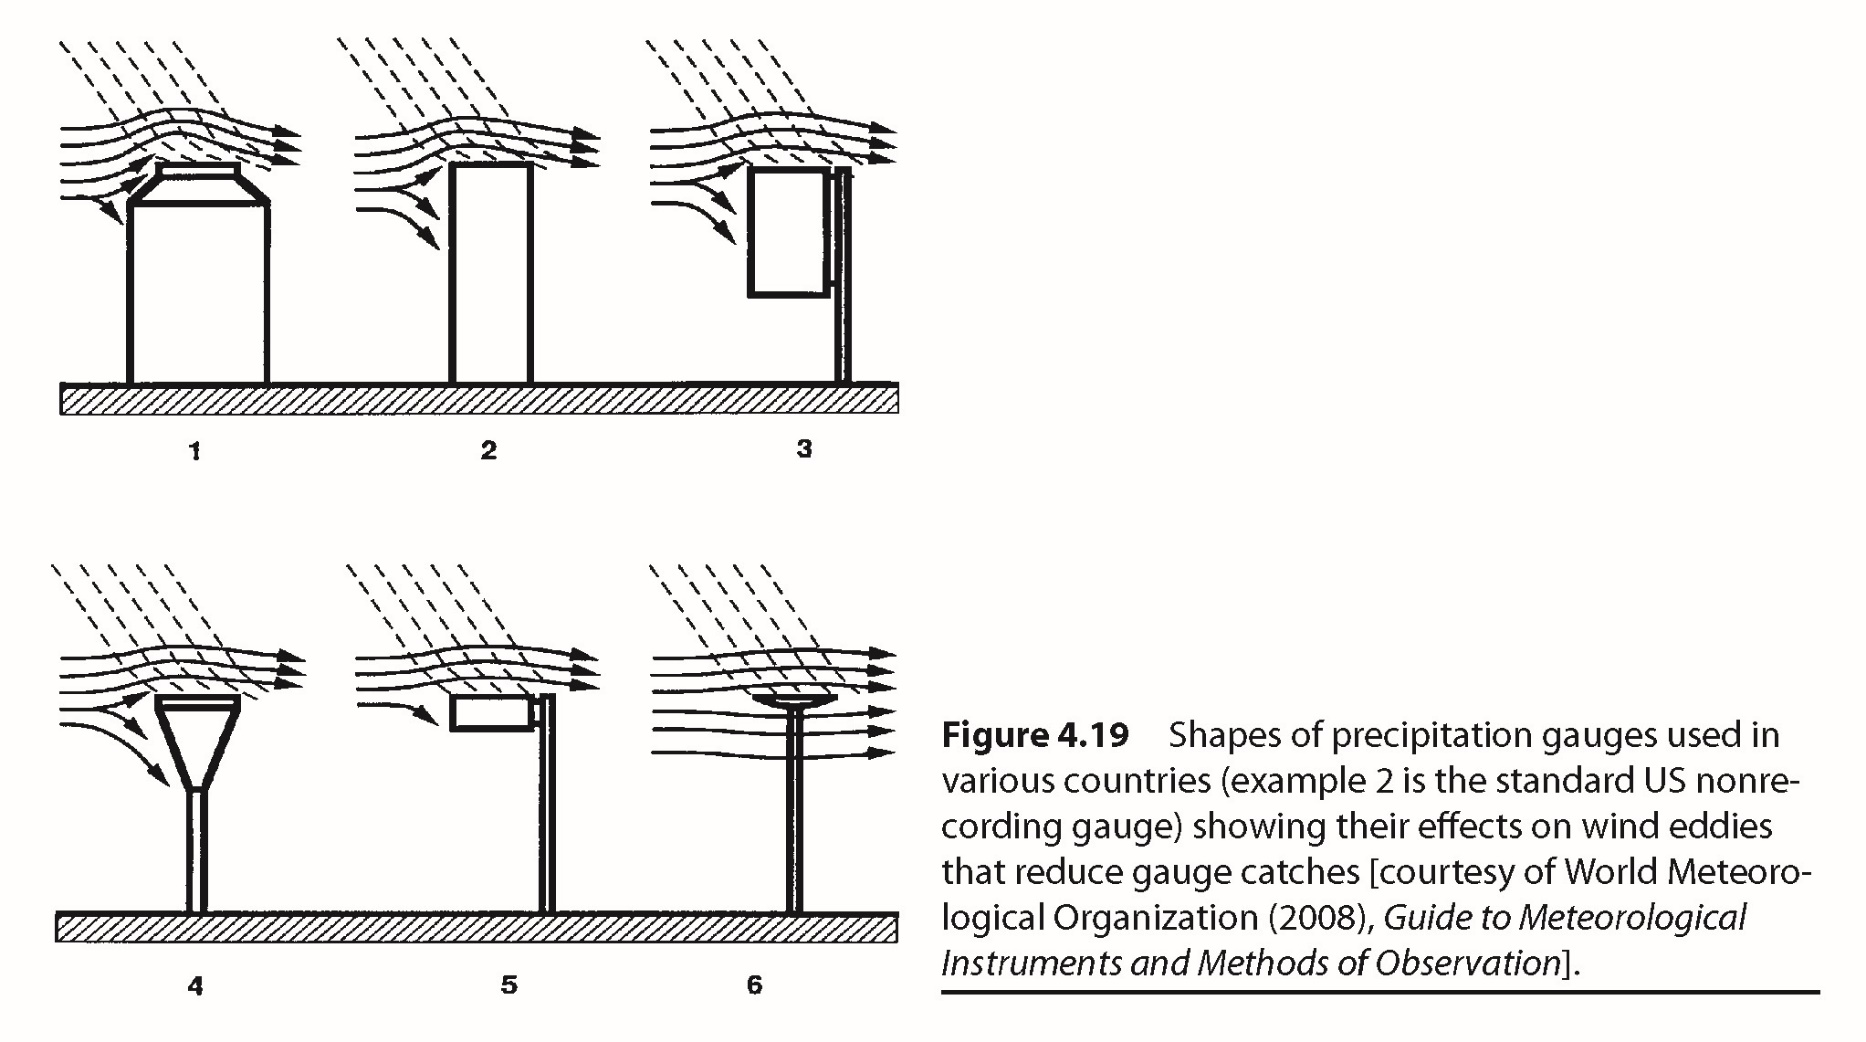 1 2 3
4 5 6
Figure 4.19 Shapes of precipitation gauges used in
various countries (example 2 is the standard US nonre-
cording gauge) showing their effects on wind eddies
that reduce gauge catches [courtesy of World Meteoro-
logical Organization (2008), Guide to Meteorological
Instruments and Methods of Observation].